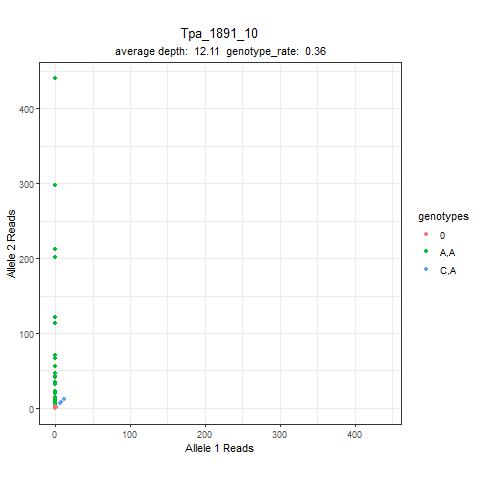 Tpa_1891_10
average depth: 12.11 genotype_rate: 0.36
400
300
200
100
0
Allele 2 Reads
0 100 200 300 400
Allele 1 Reads
genotypes
0
A,A
C,A